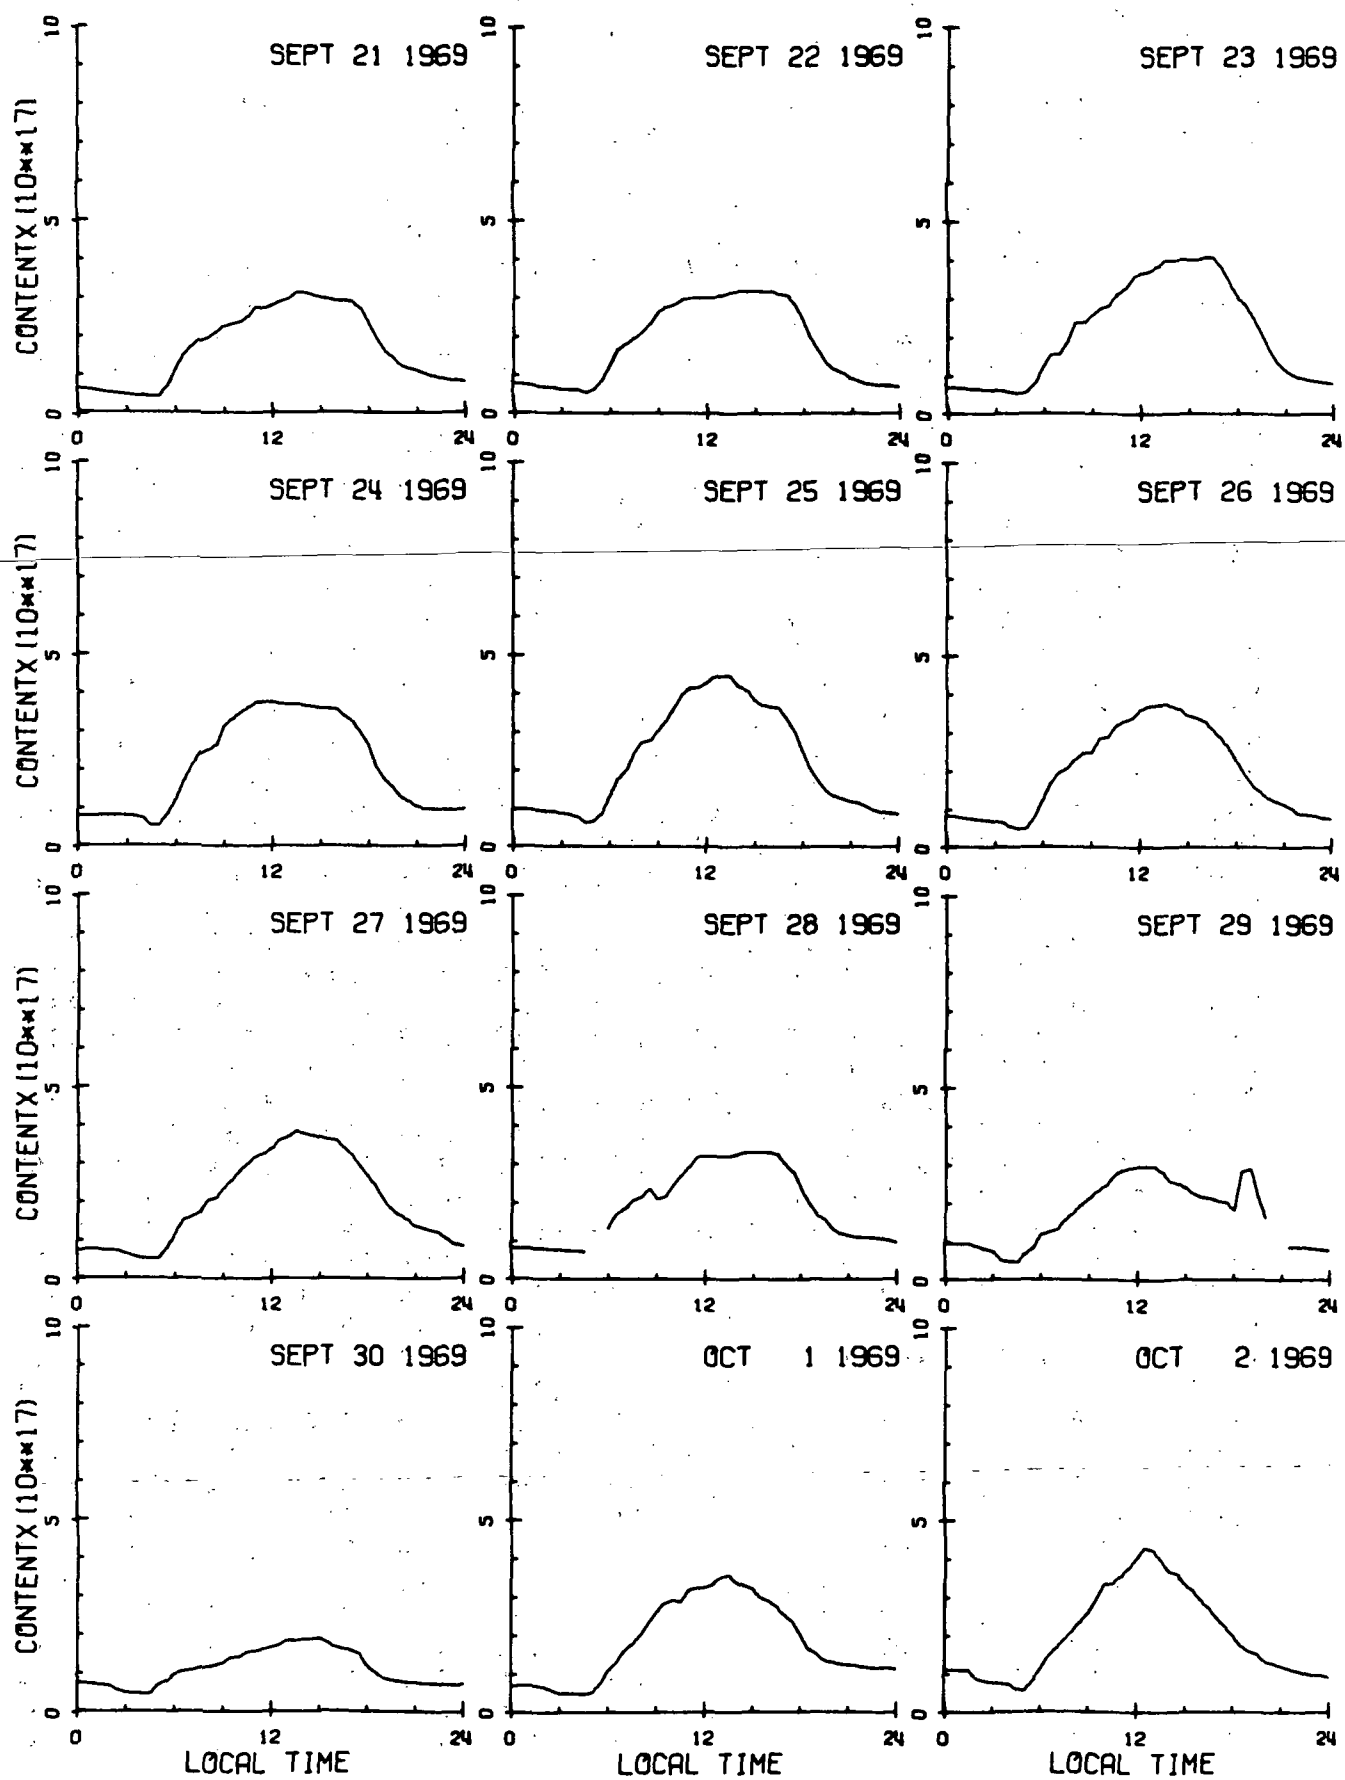 10 10 10
SEPT 21 1969 SEPT 22 1969 SEPT 23 1969
CONTENTX (10**17)
5 5 5
0 0 0
0 12 24 0 12 24 0 12 24
10 10 10
SEPT 24 1969 SEPT 25 1969 SEPT 26 1969
CONTENTX (10**17)
5 5 5
0 0 0
0 12 24 0 12 24 0 12 24
10 10 10
SEPT 27 1969 SEPT 28 1969 SEPT 29 1969
CONTENTX (10**17)
5 5 5
0 0 0
0 12 24 0 12 24 0 12 24
10 10 10
SEPT 30 1969 OCT 1 1969 OCT 2 1969
CONTENTX (10**17)
5 5 5
0 0 0
0 12 24 0 12 24 0 12 24
LOCAL TIME LOCAL TIME LOCAL TIME